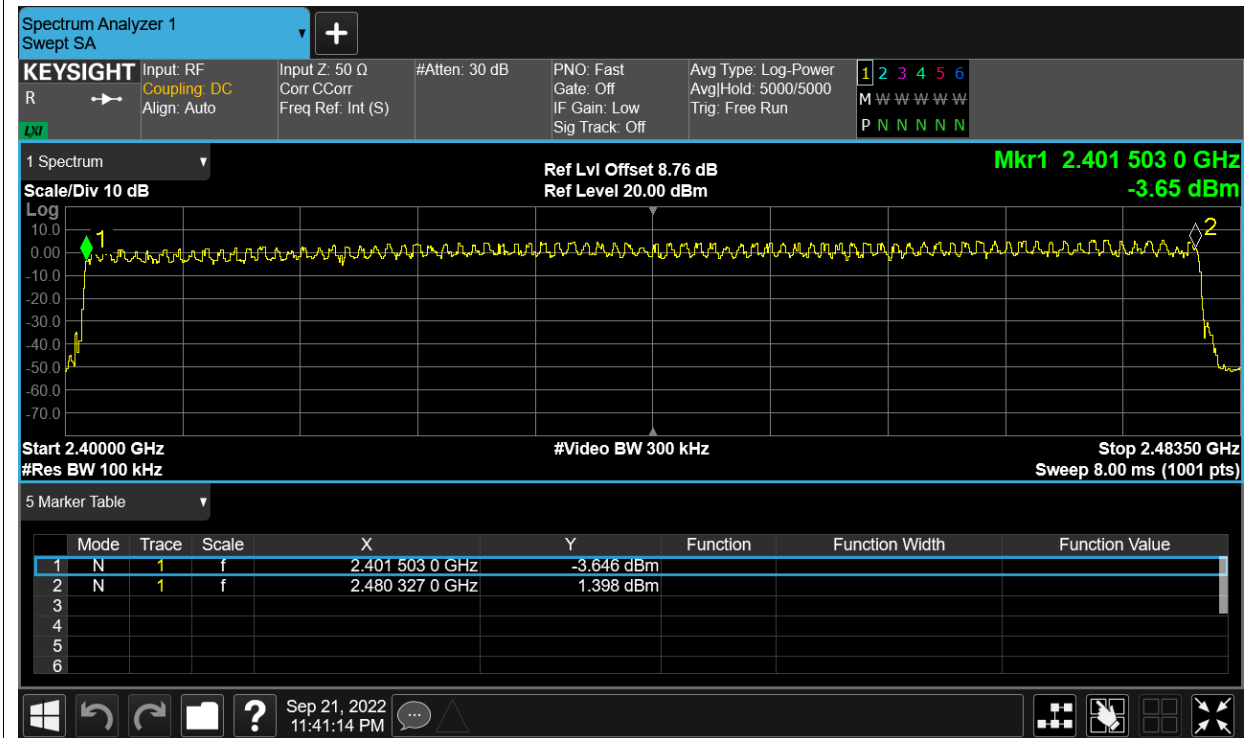 Spectrum Analyzer 1
Swept SA
+
KEYSIGHT
R
LXI
Input: RF
Coupling: DC
Align: Auto
Input Z: 50 Ω
Corr CCorr
Freq Ref: Int (S)
#Atten: 30 dB
PNO: Fast
Gate: Off
IF Gain: Low
Sig Track: Off
Avg Type: Log-Power
Avg|Hold: 5000/5000
Trig: Free Run
1 2 3 4 5 6
M W W W W W
P N N N N N
1 Spectrum
Scale/Div 10 dB
Ref Lvl Offset 8.76 dB
Ref Level 20.00 dBm
Mkr1 2.401 503 0 GHz
-3.65 dBm
Log
10.0
0.00
-10.0
-20.0
-30.0
-40.0
-50.0
-60.0
-70.0
1
2
Start 2.40000 GHz
#Res BW 100 kHz
#Video BW 300 kHz
Stop 2.48350 GHz
Sweep 8.00 ms (1001 pts)
5 Marker Table
Mode Trace Scale X Y Function Function Width Function Value
1 N 1 f 2.401 503 0 GHz -3.646 dBm
2 N 1 f 2.480 327 0 GHz 1.398 dBm
3
4
5
6
?
Sep 21, 2022
11:41:14 PM